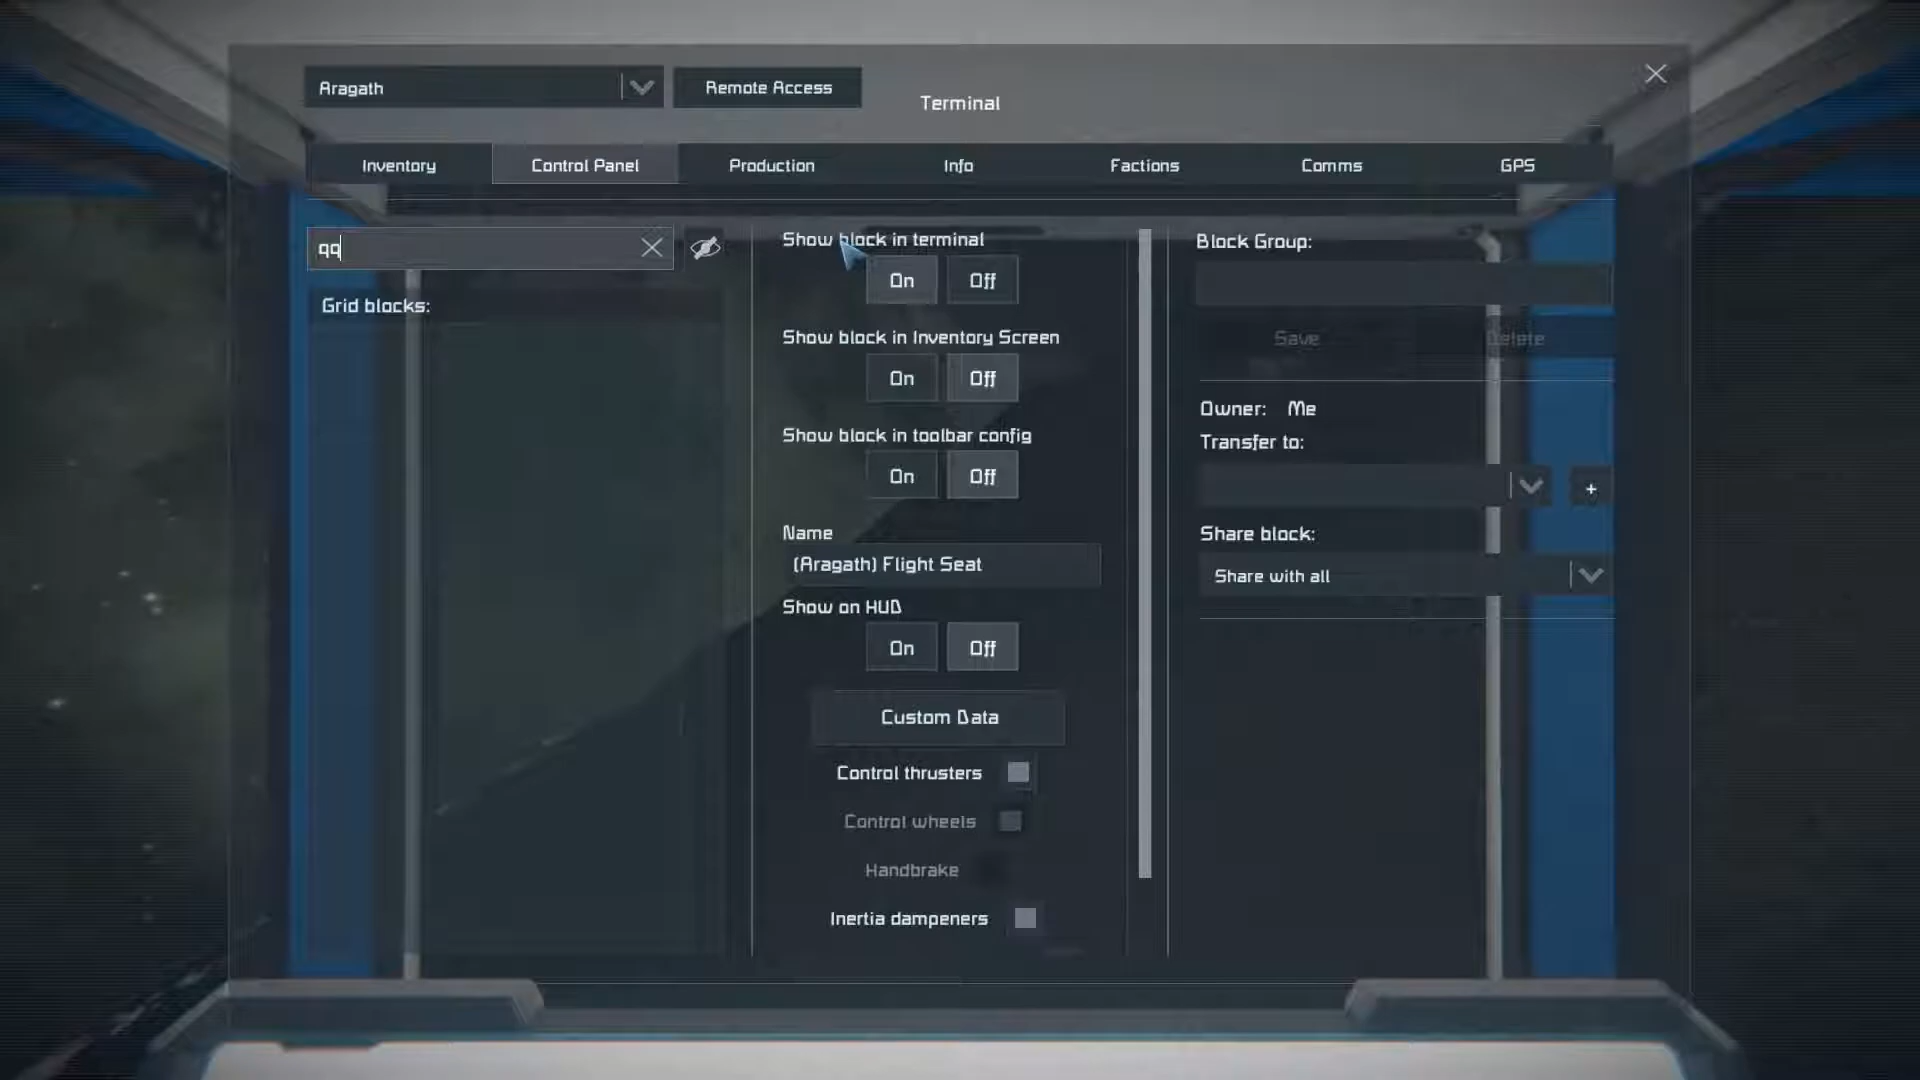 Aragath
Remote Access
Terminal
Inventory
Control Panel
Production
Info
Factions
Comms
GPS
qq
Grid blocks:
Show block in terminal
On
Off
Show block in Inventory Screen
On
Off
Show block in toolbar config
On
Off
Name
(Aragath) Flight Seat
Show on HUD
On
Off
Custom Data
Control thrusters
Control wheels
Handbrake
Inertia dampeners
Block Group:
Save
Delete
Owner: Me
Transfer to:
+
Share block:
Share with all